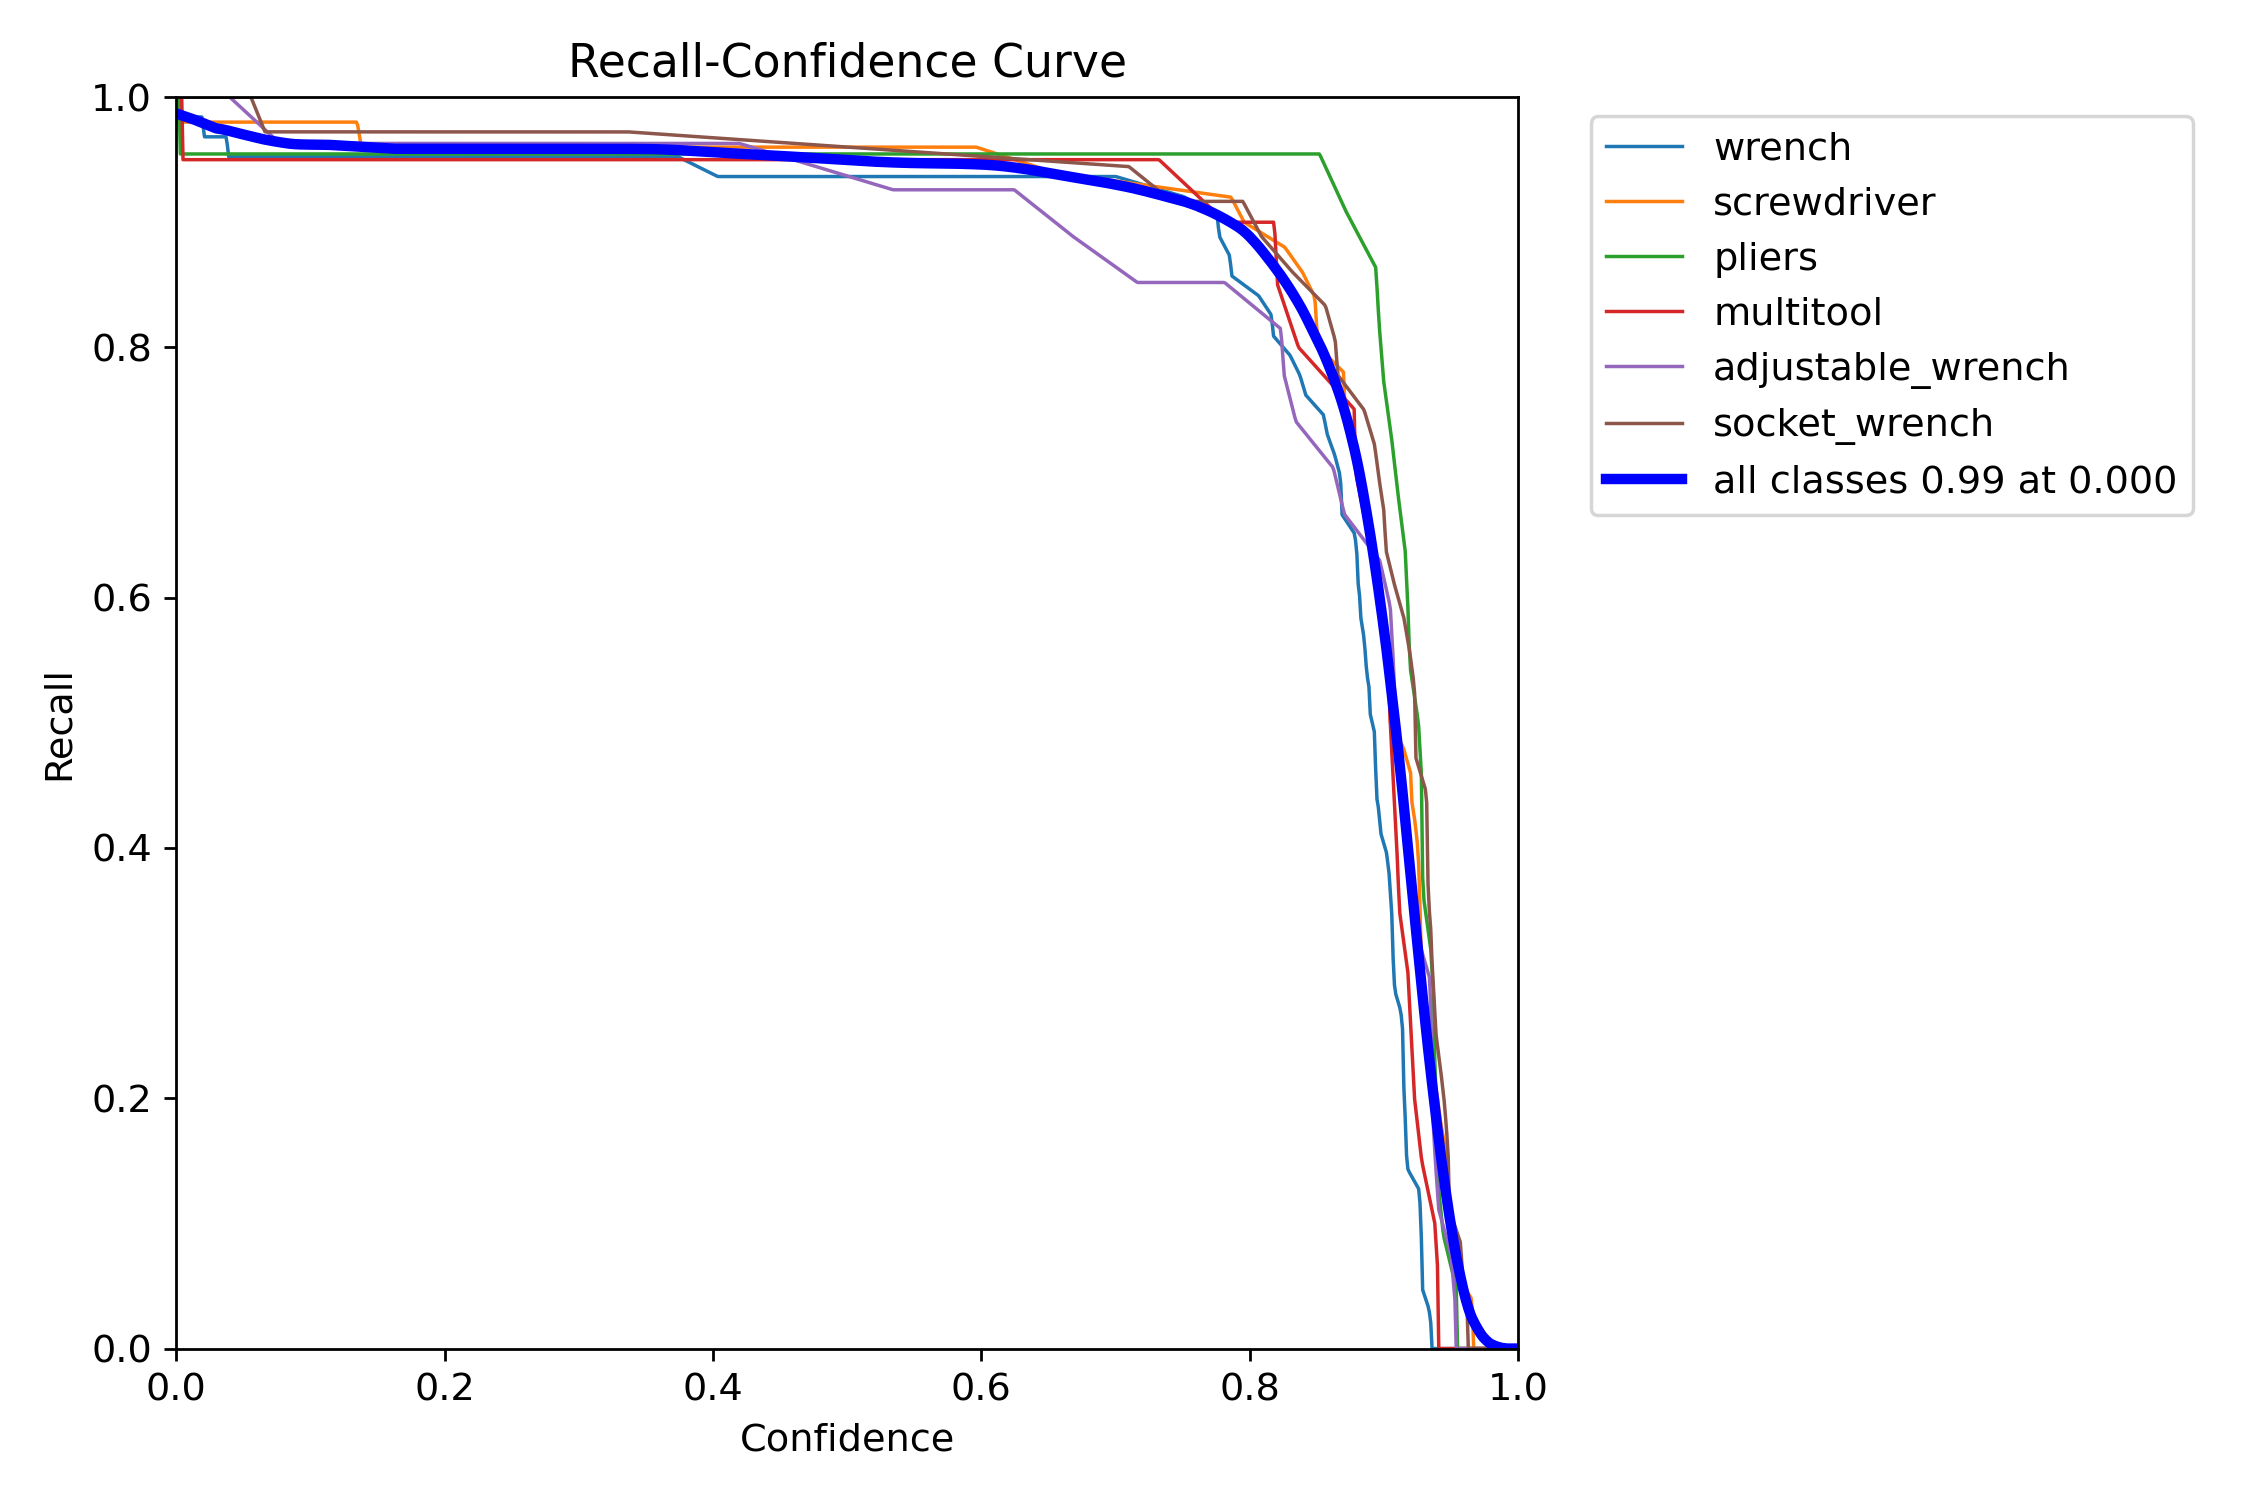 Recall-Confidence Curve
1.0
0.8
0.6
0.4
0.2
0.0
Recall
0.0 0.2 0.4 0.6 0.8 1.0
Confidence
wrench
screwdriver
pliers
multitool
adjustable_wrench
socket_wrench
all classes 0.99 at 0.000